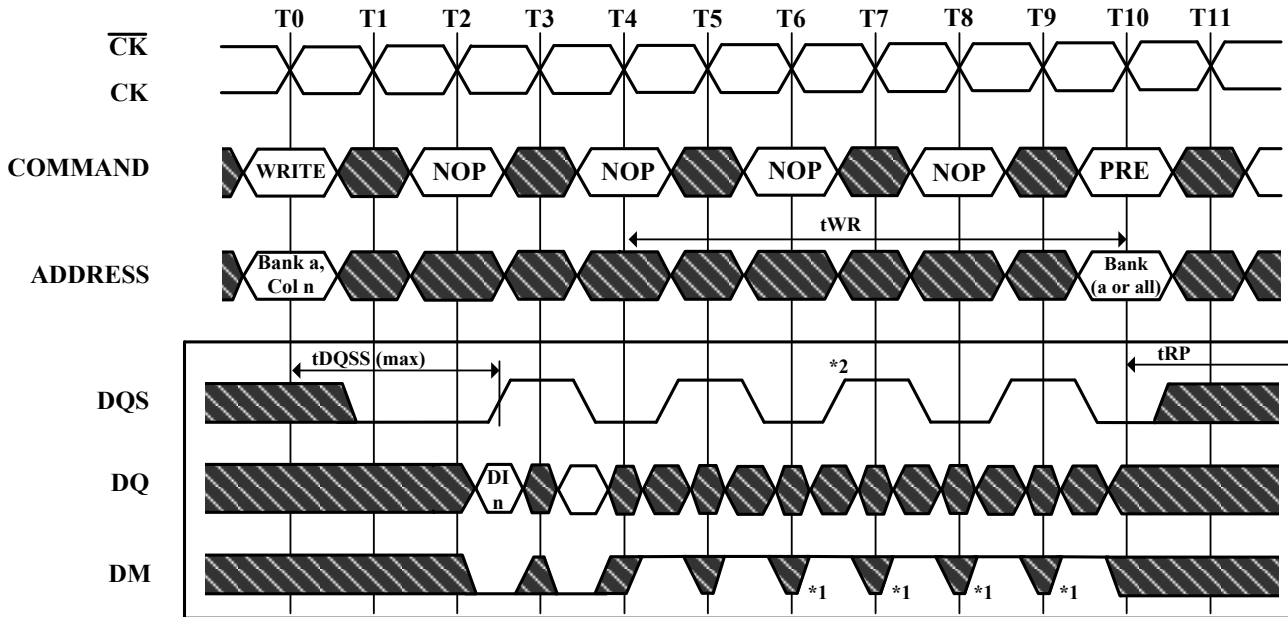 T0 T1 T2 T3 T4 T5 T6 T7 T8 T9 T10 T11
CK
CK
COMMAND WRITE NOP NOP NOP NOP PRE
tWR
ADDRESS Bank a, Col n Bank (a or all)
tDQSS (max) *2 tRP
DQS
DQ DI n
DM *1 *1 *1 *1